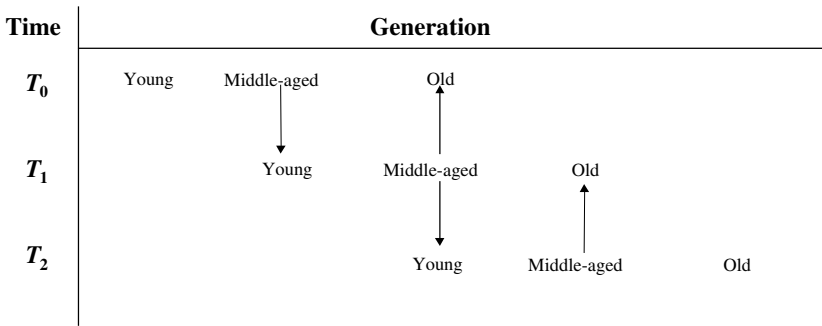 Time Generation
T0 Young Middle-aged Old
T1 Young Middle-aged Old
T2 Young Middle-aged Old